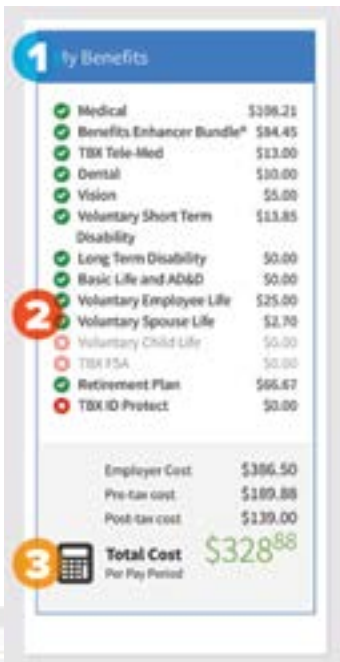 1 y Benefits
Medical $108.21
Benefits Enhancer Bundle* $84.45
TBX Tele-Med $13.00
Dental $10.00
Vision $5.00
Voluntary Short Term $13.85
Disability
Long Term Disability $0.00
Basic Life and AD&D $0.00
Voluntary Employee Life $25.00
2 Voluntary Spouse Life $2.70
Voluntary Child Life $0.00
TBX FSA $0.00
Retirement Plan $66.67
TBX ID Protect $0.00
Employer Cost $386.50
Pre-tax cost $189.88
Post-tax cost $139.00
3 Total Cost $328⁸⁸
Per Pay Period